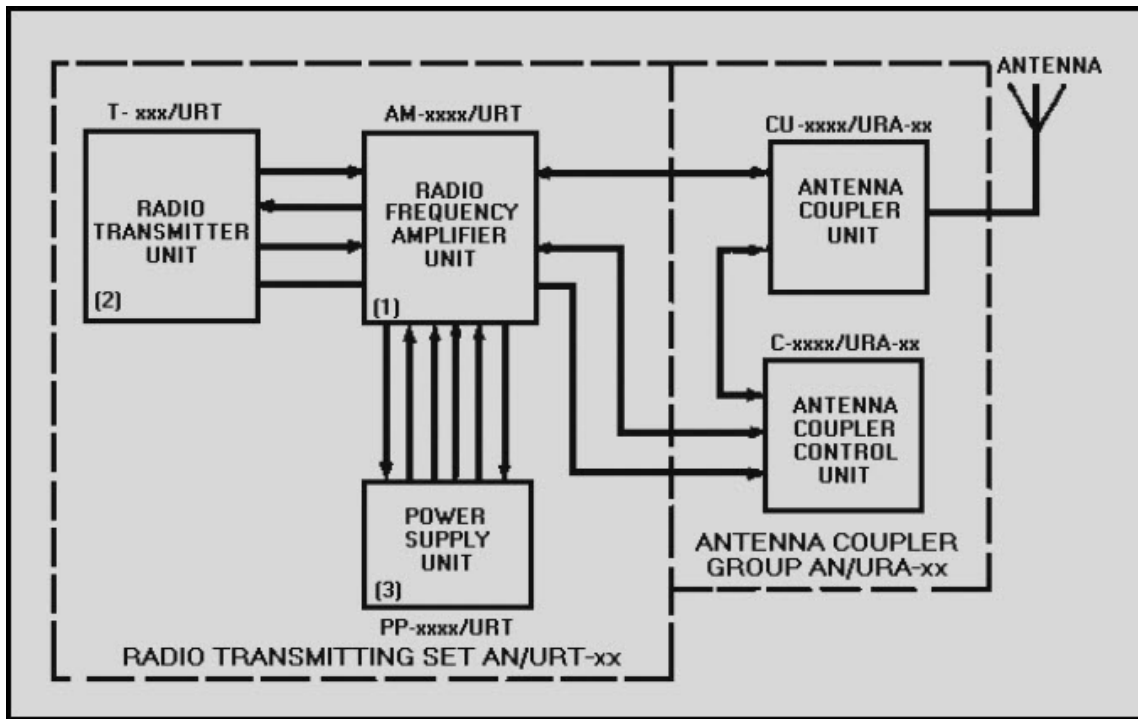 ANTENNA
T- xxx/URT
AM-xxxx/URT
CU-xxxx/URA-xx
RADIO
TRANSMITTER
UNIT
(2)
RADIO
FREQUENCY
AMPLIFIER
UNIT
(1)
ANTENNA
COUPLER
UNIT
C-xxxx/URA-xx
ANTENNA
COUPLER
CONTROL
UNIT
POWER
SUPPLY
UNIT
(3)
PP-xxxx/URT
ANTENNA COUPLER
GROUP AN/URA-xx
RADIO TRANSMITTING SET AN/URT-xx